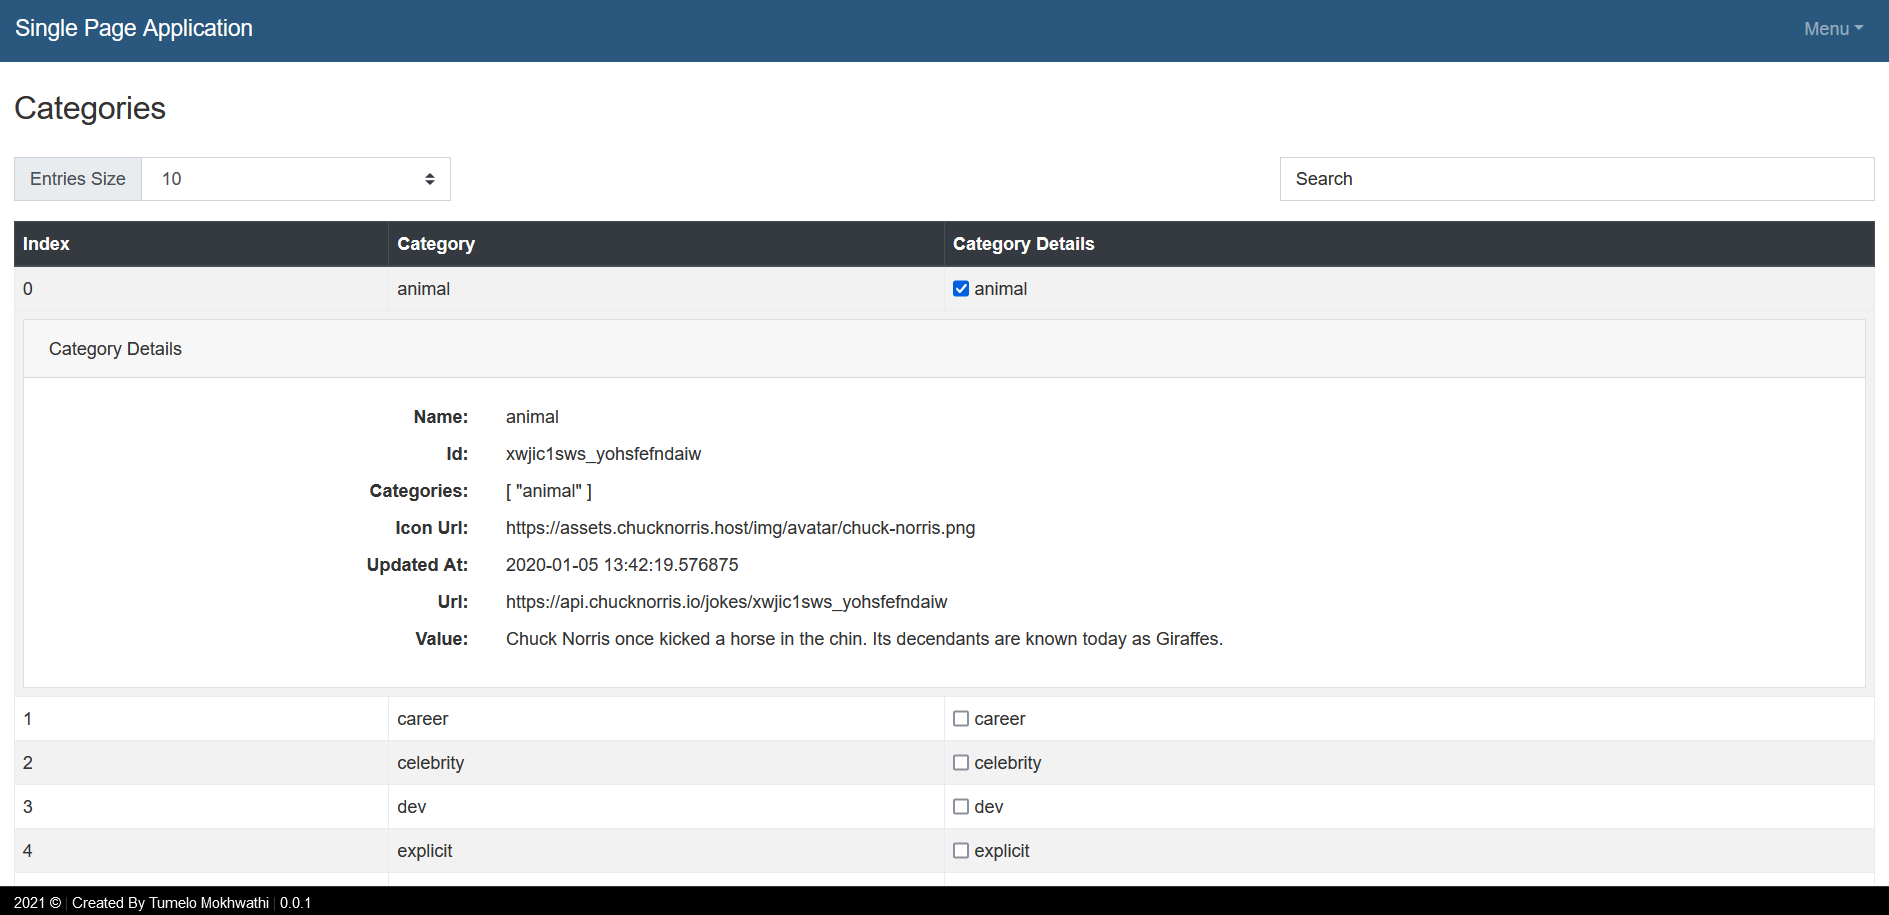 Single Page Application Menu
Categories
Entries Size 10 Search
Index Category Category Details
0 animal animal
Category Details
Name: animal
Id: xwjic1sws_yohsfefndaiw
Categories: [ "animal" ]
Icon Url: https://assets.chucknorris.host/img/avatar/chuck-norris.png
Updated At: 2020-01-05 13:42:19.576875
Url: https://api.chucknorris.io/jokes/xwjic1sws_yohsfefndaiw
Value: Chuck Norris once kicked a horse in the chin. Its decendants are known today as Giraffes.
1 career career
2 celebrity celebrity
3 dev dev
4 explicit explicit
2021 © | Created By Tumelo Mokhwathi | 0.0.1